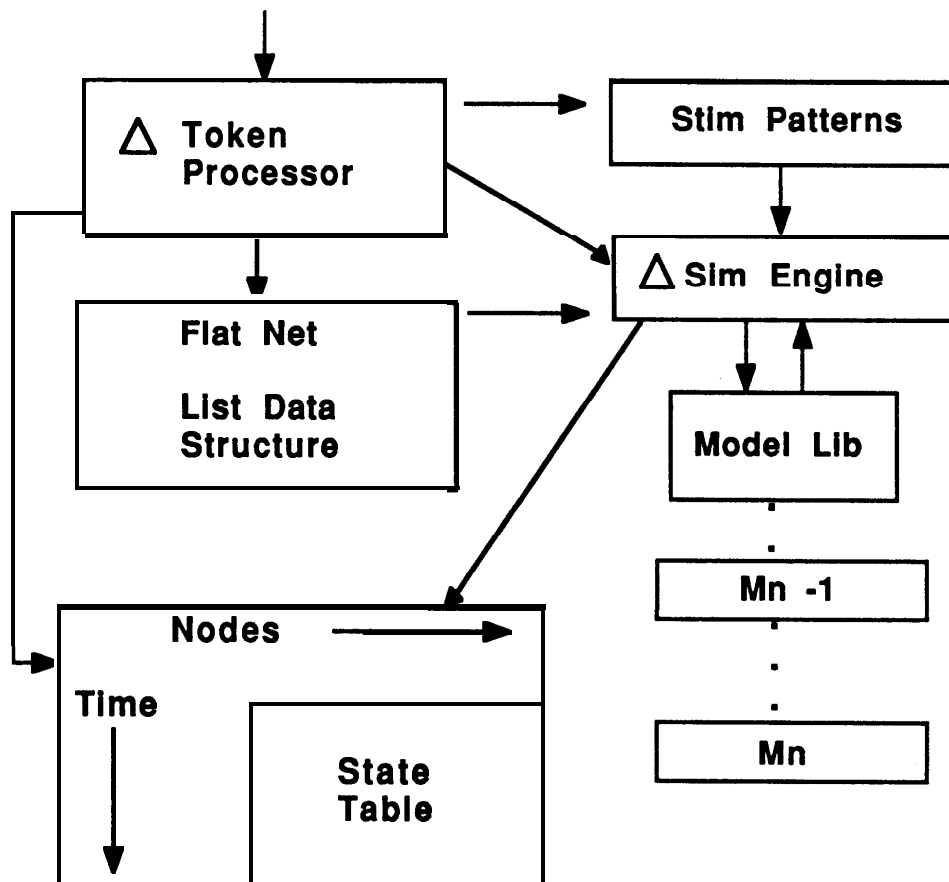 Δ Token
Processor
Stim Patterns
Δ Sim Engine
Flat Net
List Data
Structure
Model Lib
Mn -1
Mn
Nodes
Time
State
Table